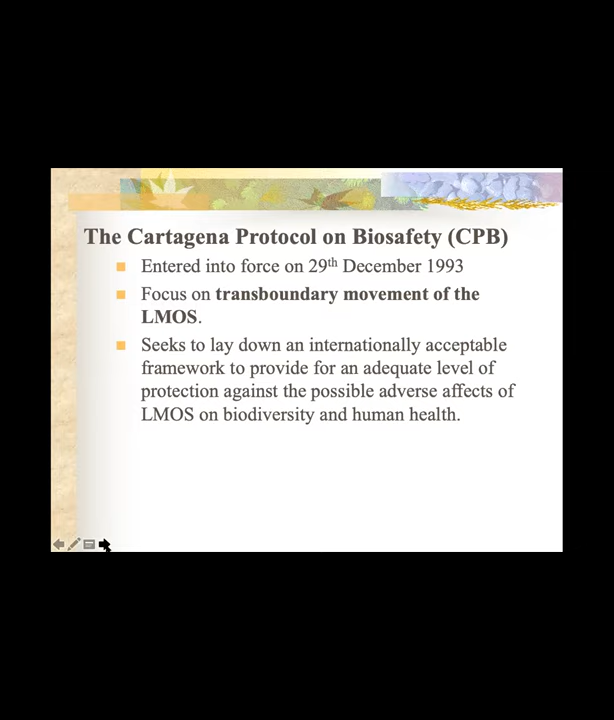 The Cartagena Protocol on Biosafety (CPB)
Entered into force on 29th December 1993
Focus on transboundary movement of the
LMOS.
Seeks to lay down an internationally acceptable
framework to provide for an adequate level of
protection against the possible adverse affects of
LMOS on biodiversity and human health.